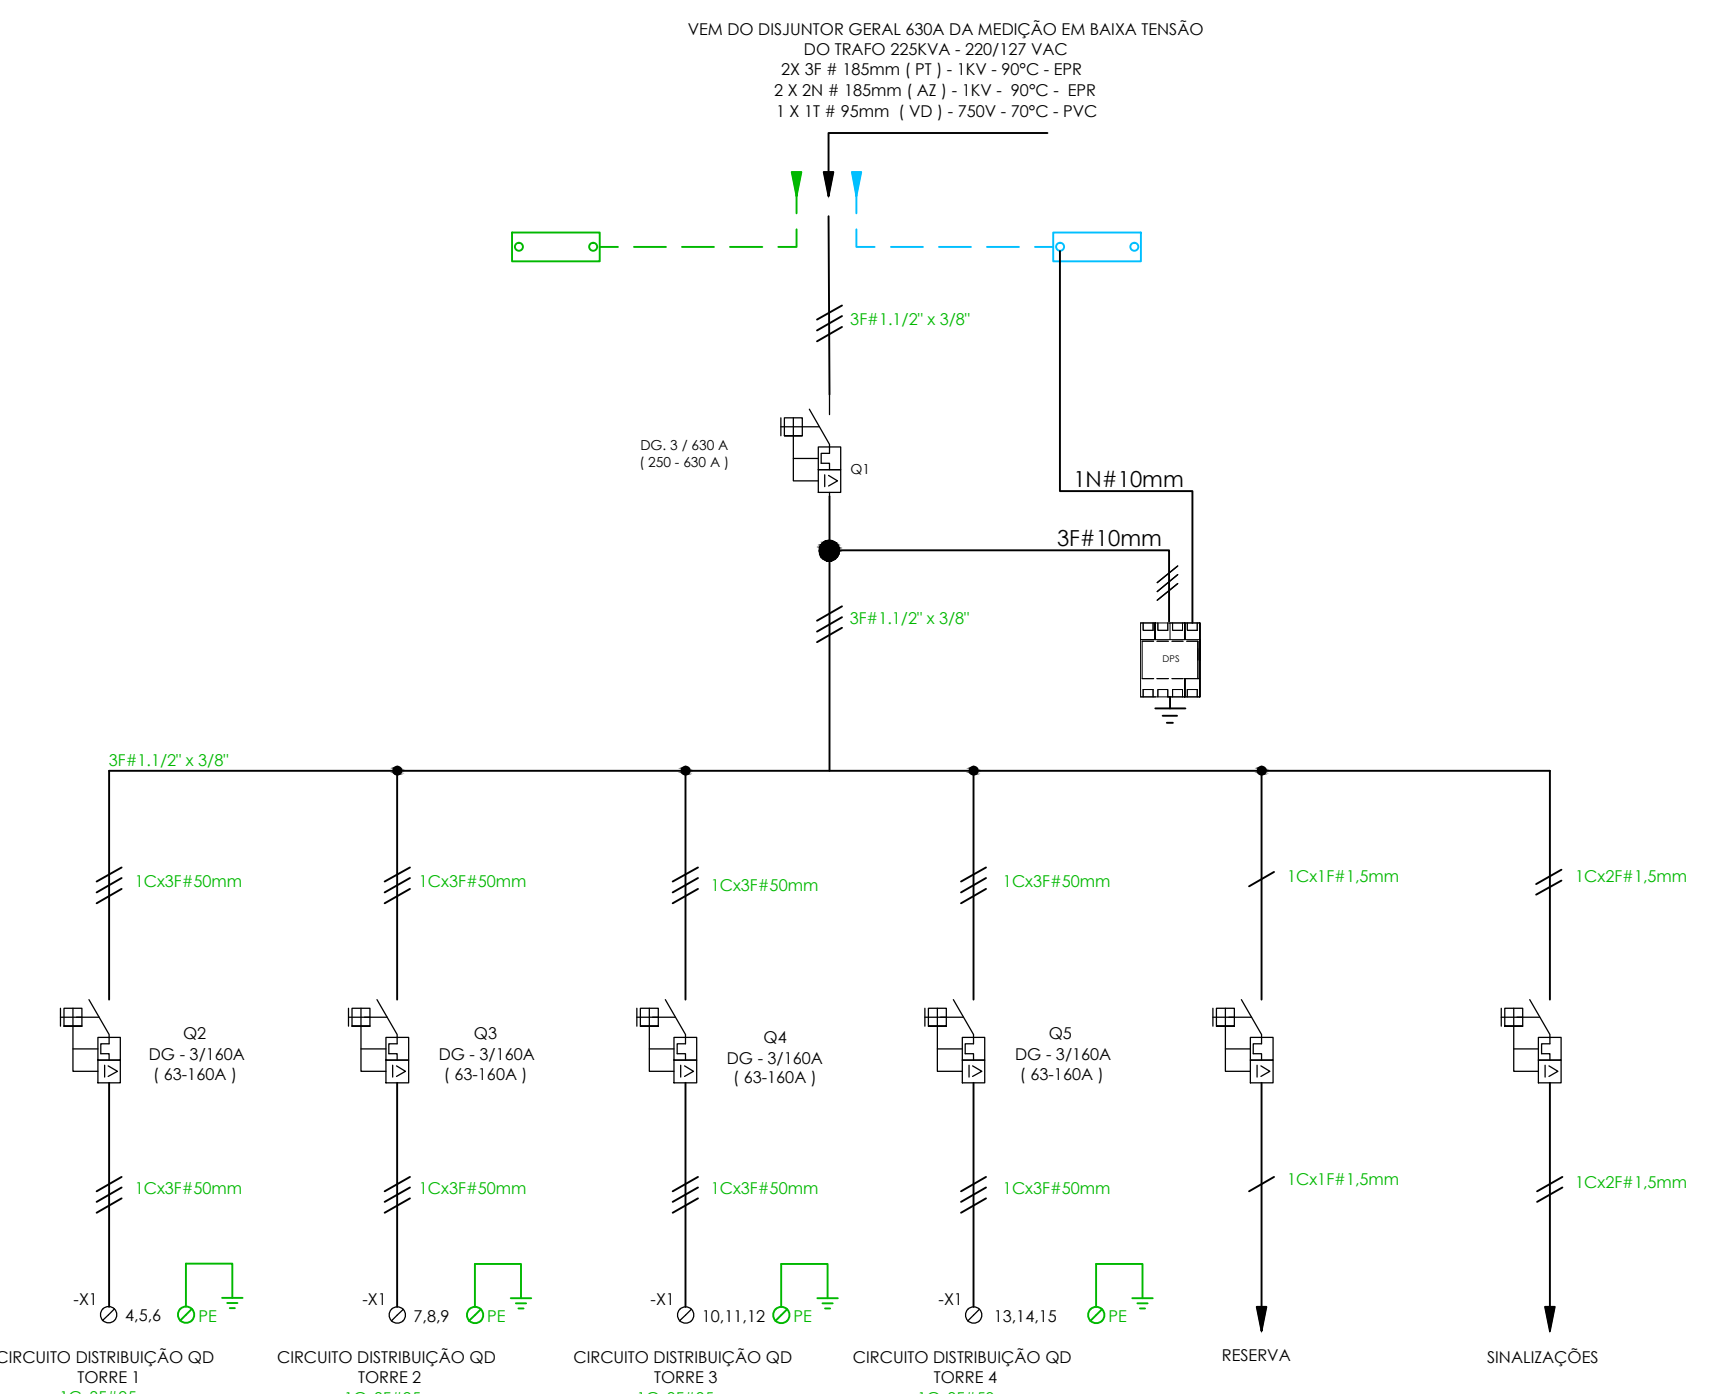 VEM DO DISJUNTOR GERAL 630A DA MEDIÇÃO EM BAIXA TENSÃO
DO TRAFO 225KVA - 220/127 VAC
2X 3F # 185mm ( PT ) - 1KV - 90°C - EPR
2 X 2N # 185mm ( AZ ) - 1KV - 90°C - EPR
1 X 1T # 95mm ( VD ) - 750V - 70°C - PVC
3F#1.1/2" x 3/8"
DG. 3 / 630 A
( 250 - 630 A )
Q1
1N#10mm
3F#10mm
3F#1.1/2" x 3/8"
DPS
3F#1.1/2" x 3/8"
1Cx3F#50mm
1Cx3F#50mm
1Cx3F#50mm
1Cx3F#50mm
1Cx1F#1,5mm
1Cx2F#1,5mm
Q2
DG - 3/160A
( 63-160A )
Q3
DG - 3/160A
( 63-160A )
Q4
DG - 3/160A
( 63-160A )
Q5
DG - 3/160A
( 63-160A )
1Cx3F#50mm
1Cx3F#50mm
1Cx3F#50mm
1Cx3F#50mm
1Cx1F#1,5mm
1Cx2F#1,5mm
-X1
4,5,6
PE
-X1
7,8,9
PE
-X1
10,11,12
PE
-X1
13,14,15
PE
CIRCUITO DISTRIBUIÇÃO QD
TORRE 1
CIRCUITO DISTRIBUIÇÃO QD
TORRE 2
CIRCUITO DISTRIBUIÇÃO QD
TORRE 3
CIRCUITO DISTRIBUIÇÃO QD
TORRE 4
RESERVA
SINALIZAÇÕES